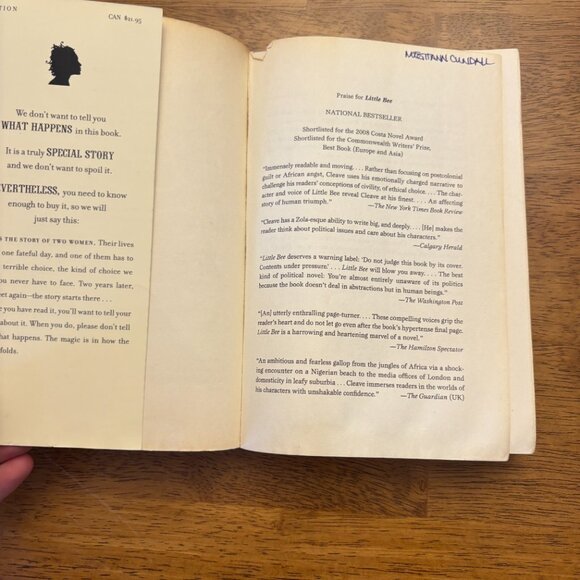 TION
CAN $21.95
We don't want to tell you
WHAT HAPPENS in this book.
It is a truly SPECIAL STORY
and we don't want to spoil it.
EVERTHELESS, you need to know
enough to buy it, so we will
just say this:
S THE STORY OF TWO WOMEN. Their lives
one fateful day, and one of them has to
terrible choice, the kind of choice we
you never have to face. Two years later,
eet again—the story starts there . . .
e you have read it, you'll want to tell your
about it. When you do, please don't tell
hat happens. The magic is in how the
folds.
CUNDALL
Praise for Little Bee
NATIONAL BESTSELLER
Shortlisted for the 2008 Costa Novel Award
Shortlisted for the Commonwealth Writers' Prize,
Best Book (Europe and Asia)
"Immensely readable and moving. . . . Rather than focusing on postcolonial
guilt or African angst, Cleave uses his emotionally charged narrative to
challenge his readers' conceptions of civility, of ethical choice. . . . The char-
acter and voice of Little Bee reveal Cleave at his finest. . . . An affecting
story of human triumph."
—The New York Times Book Review
"Cleave has a Zola-esque ability to write big, and deeply. . . . [He] makes the
reader think about political issues and care about his characters."
—Calgary Herald
"Little Bee deserves a warning label: 'Do not judge this book by its cover.
Contents under pressure.' . . . Little Bee will blow you away. . . . The best
kind of political novel: You're almost entirely unaware of its politics
because the book doesn't deal in abstractions but in human beings."
—The Washington Post
"[An] utterly enthralling page-turner. . . . These compelling voices grip the
reader's heart and do not let go even after the book's hypertense final page.
Little Bee is a harrowing and heartening marvel of a novel."
—The Hamilton Spectator
"An ambitious and fearless gallop from the jungles of Africa via a shock-
ing encounter on a Nigerian beach to the media offices of London and
domesticity in leafy suburbia . . . Cleave immerses readers in the worlds of
his characters with unshakable confidence."
—The Guardian (UK)